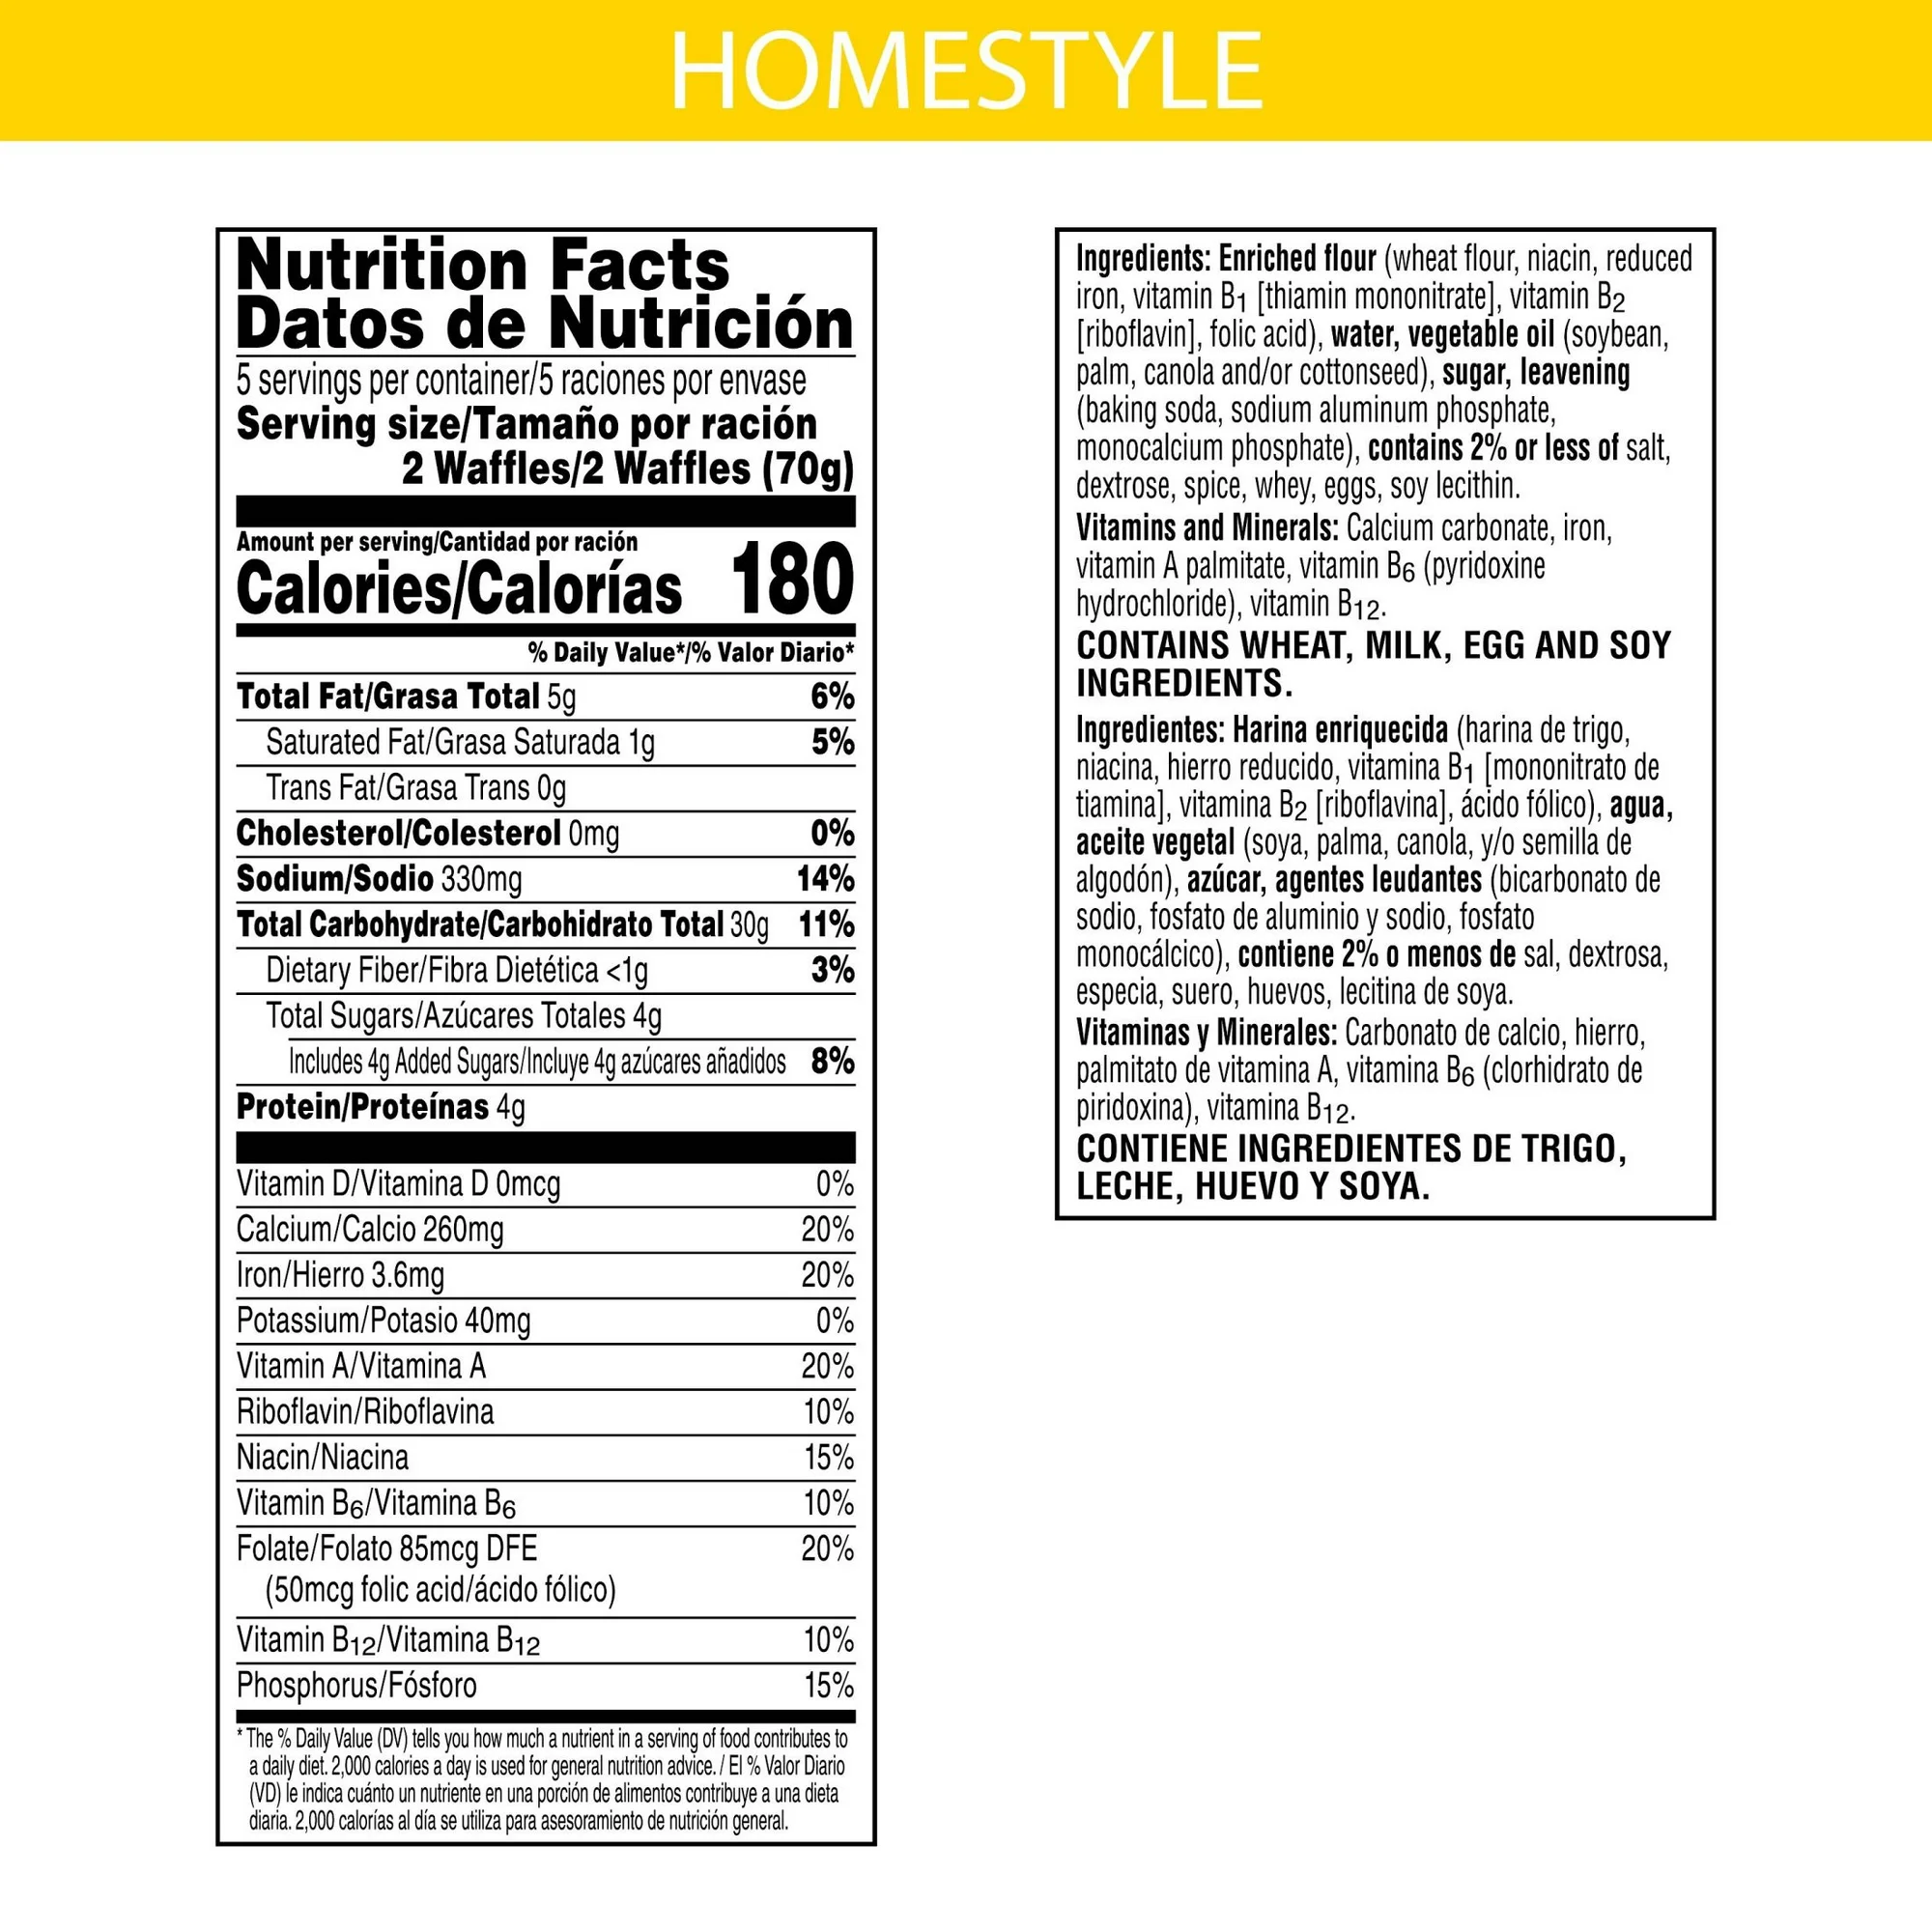 HOMESTYLE
Nutrition Facts
Datos de Nutrición
5 servings per container/5 raciones por envase
Serving size/Tamaño por ración
2 Waffles/2 Waffles (70g)
Amount per serving/Cantidad por ración
Calories/Calorías 180
% Daily Value*/% Valor Diario*
Total Fat/Grasa Total 5g 6%
Saturated Fat/Grasa Saturada 1g 5%
Trans Fat/Grasa Trans 0g
Cholesterol/Colesterol 0mg 0%
Sodium/Sodio 330mg 14%
Total Carbohydrate/Carbohidrato Total 30g 11%
Dietary Fiber/Fibra Dietética <1g 3%
Total Sugars/Azúcares Totales 4g
Includes 4g Added Sugars/Incluye 4g azúcares añadidos 8%
Protein/Proteínas 4g
Vitamin D/Vitamina D 0mcg 0%
Calcium/Calcio 260mg 20%
Iron/Hierro 3.6mg 20%
Potassium/Potasio 40mg 0%
Vitamin A/Vitamina A 20%
Riboflavin/Riboflavina 10%
Niacin/Niacina 15%
Vitamin B6/Vitamina B6 10%
Folate/Folato 85mcg DFE 20%
(50mcg folic acid/ácido fólico)
Vitamin B12/Vitamina B12 10%
Phosphorus/Fósforo 15%
* The % Daily Value (DV) tells you how much a nutrient in a serving of food contributes to
a daily diet. 2,000 calories a day is used for general nutrition advice. / El % Valor Diario
(VD) le indica cuánto un nutriente en una porción de alimentos contribuye a una dieta
diaria. 2,000 calorías al día se utiliza para asesoramiento de nutrición general.
Ingredients: Enriched flour (wheat flour, niacin, reduced
iron, vitamin B1 [thiamin mononitrate], vitamin B2
[riboflavin], folic acid), water, vegetable oil (soybean,
palm, canola and/or cottonseed), sugar, leavening
(baking soda, sodium aluminum phosphate,
monocalcium phosphate), contains 2% or less of salt,
dextrose, spice, whey, eggs, soy lecithin.
Vitamins and Minerals: Calcium carbonate, iron,
vitamin A palmitate, vitamin B6 (pyridoxine
hydrochloride), vitamin B12.
CONTAINS WHEAT, MILK, EGG AND SOY
INGREDIENTS.
Ingredientes: Harina enriquecida (harina de trigo,
niacina, hierro reducido, vitamina B1 [mononitrato de
tiamina], vitamina B2 [riboflavina], ácido fólico), agua,
aceite vegetal (soya, palma, canola, y/o semilla de
algodón), azúcar, agentes leudantes (bicarbonato de
sodio, fosfato de aluminio y sodio, fosfato
monocálcico), contiene 2% o menos de sal, dextrosa,
especia, suero, huevos, lecitina de soya.
Vitaminas y Minerales: Carbonato de calcio, hierro,
palmitato de vitamina A, vitamina B6 (clorhidrato de
piridoxina), vitamina B12.
CONTIENE INGREDIENTES DE TRIGO,
LECHE, HUEVO Y SOYA.